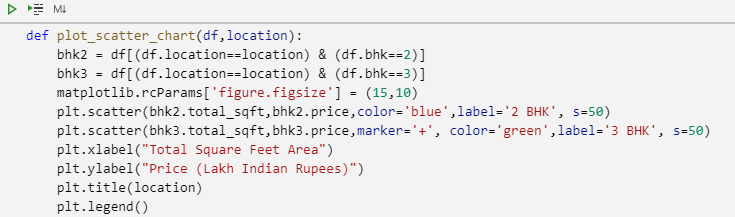 M↓
def plot_scatter_chart(df,location):
    bhk2 = df[(df.location==location) & (df.bhk==2)]
    bhk3 = df[(df.location==location) & (df.bhk==3)]
    matplotlib.rcParams['figure.figsize'] = (15,10)
    plt.scatter(bhk2.total_sqft,bhk2.price,color='blue',label='2 BHK', s=50)
    plt.scatter(bhk3.total_sqft,bhk3.price,marker='+', color='green',label='3 BHK', s=50)
    plt.xlabel("Total Square Feet Area")
    plt.ylabel("Price (Lakh Indian Rupees)")
    plt.title(location)
    plt.legend()